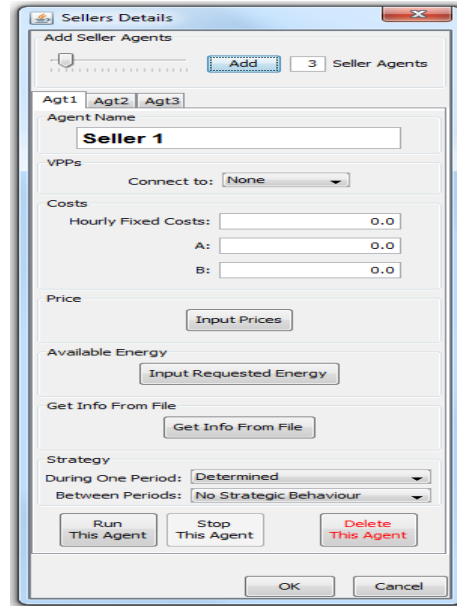 Sellers Details
Add Seller Agents
Add 3 Seller Agents
Agt1 Agt2 Agt3
Agent Name
Seller 1
VPPs
Connect to: None
Costs
Hourly Fixed Costs: 0.0
A: 0.0
B: 0.0
Price
Input Prices
Available Energy
Input Requested Energy
Get Info From File
Get Info From File
Strategy
During One Period: Determined
Between Periods: No Strategic Behaviour
Run Stop Delete
This Agent This Agent This Agent
OK Cancel